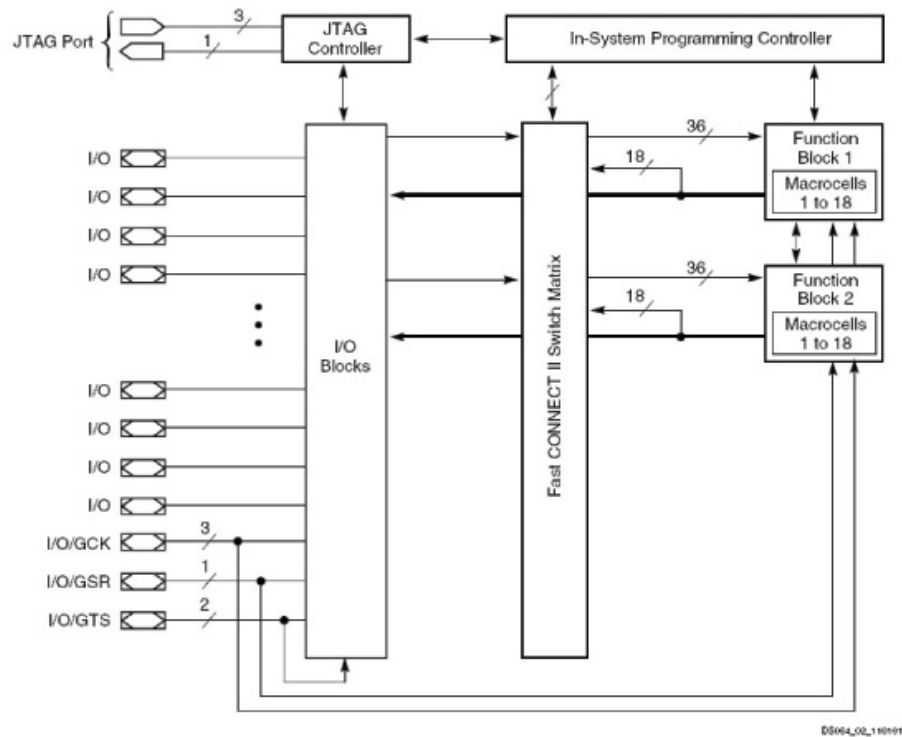 JTAG Port
3
1
JTAG
Controller
In-System Programming Controller
I/O
I/O
I/O
I/O
I/O
I/O
I/O
I/O
I/O/GCK
3
I/O/GSR
1
I/O/GTS
2
I/O
Blocks
Fast CONNECT II Switch Matrix
36
18
Function
Block 1
Macrocells
1 to 18
36
18
Function
Block 2
Macrocells
1 to 18
DS064_02_110101